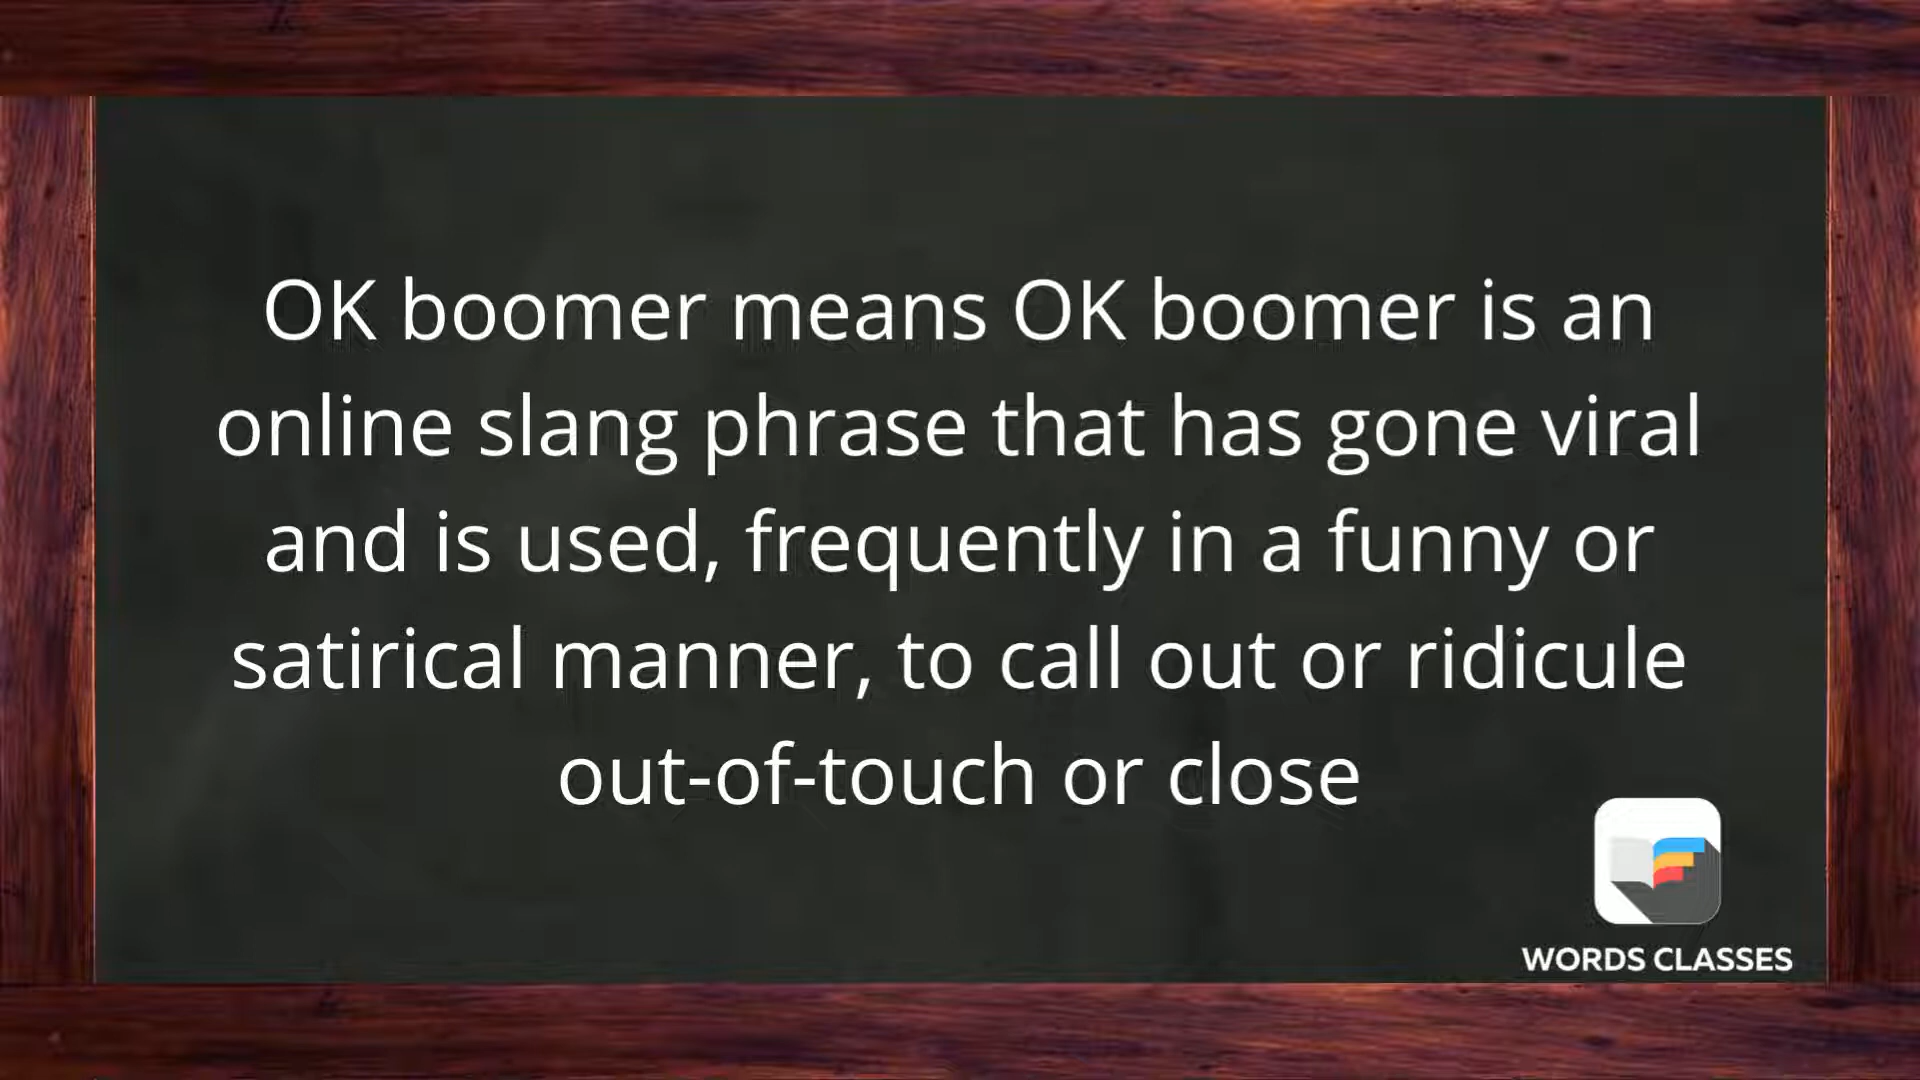 OK boomer means OK boomer is an
online slang phrase that has gone viral
and is used, frequently in a funny or
satirical manner, to call out or ridicule
out-of-touch or close
WORDS CLASSES